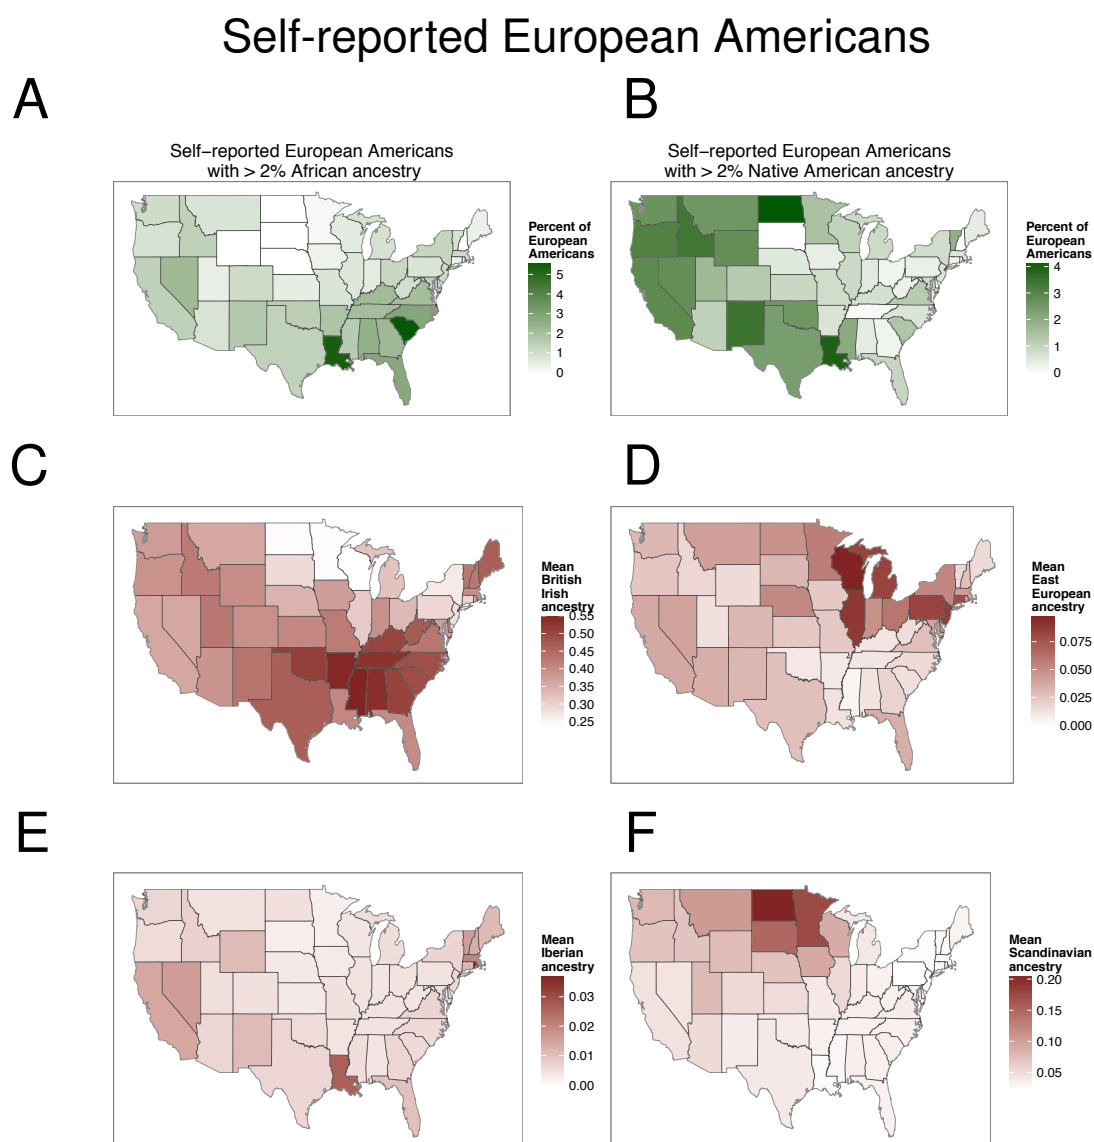 Self-reported European Americans
A
B
Self−reported European Americans
with > 2% African ancestry
Self−reported European Americans
with > 2% Native American ancestry
Percent of
European
Americans
5
4
3
2
1
0
Percent of
European
Americans
4
3
2
1
0
C
D
Mean
British
Irish
ancestry
0.55
0.50
0.45
0.40
0.35
0.30
0.25
Mean
East
European
ancestry
0.075
0.050
0.025
0.000
E
F
Mean
Iberian
ancestry
0.03
0.02
0.01
0.00
Mean
Scandinavian
ancestry
0.20
0.15
0.10
0.05